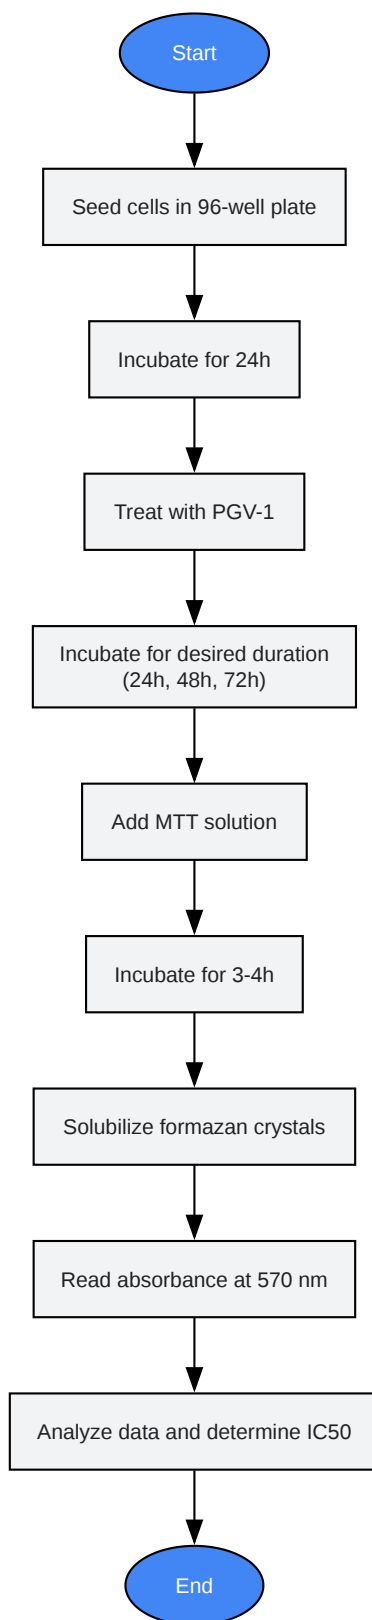 Start
Seed cells in 96-well plate
Incubate for 24h
Treat with PGV-1
Incubate for desired duration
(24h, 48h, 72h)
Add MTT solution
Incubate for 3-4h
Solubilize formazan crystals
Read absorbance at 570 nm
Analyze data and determine IC50
End